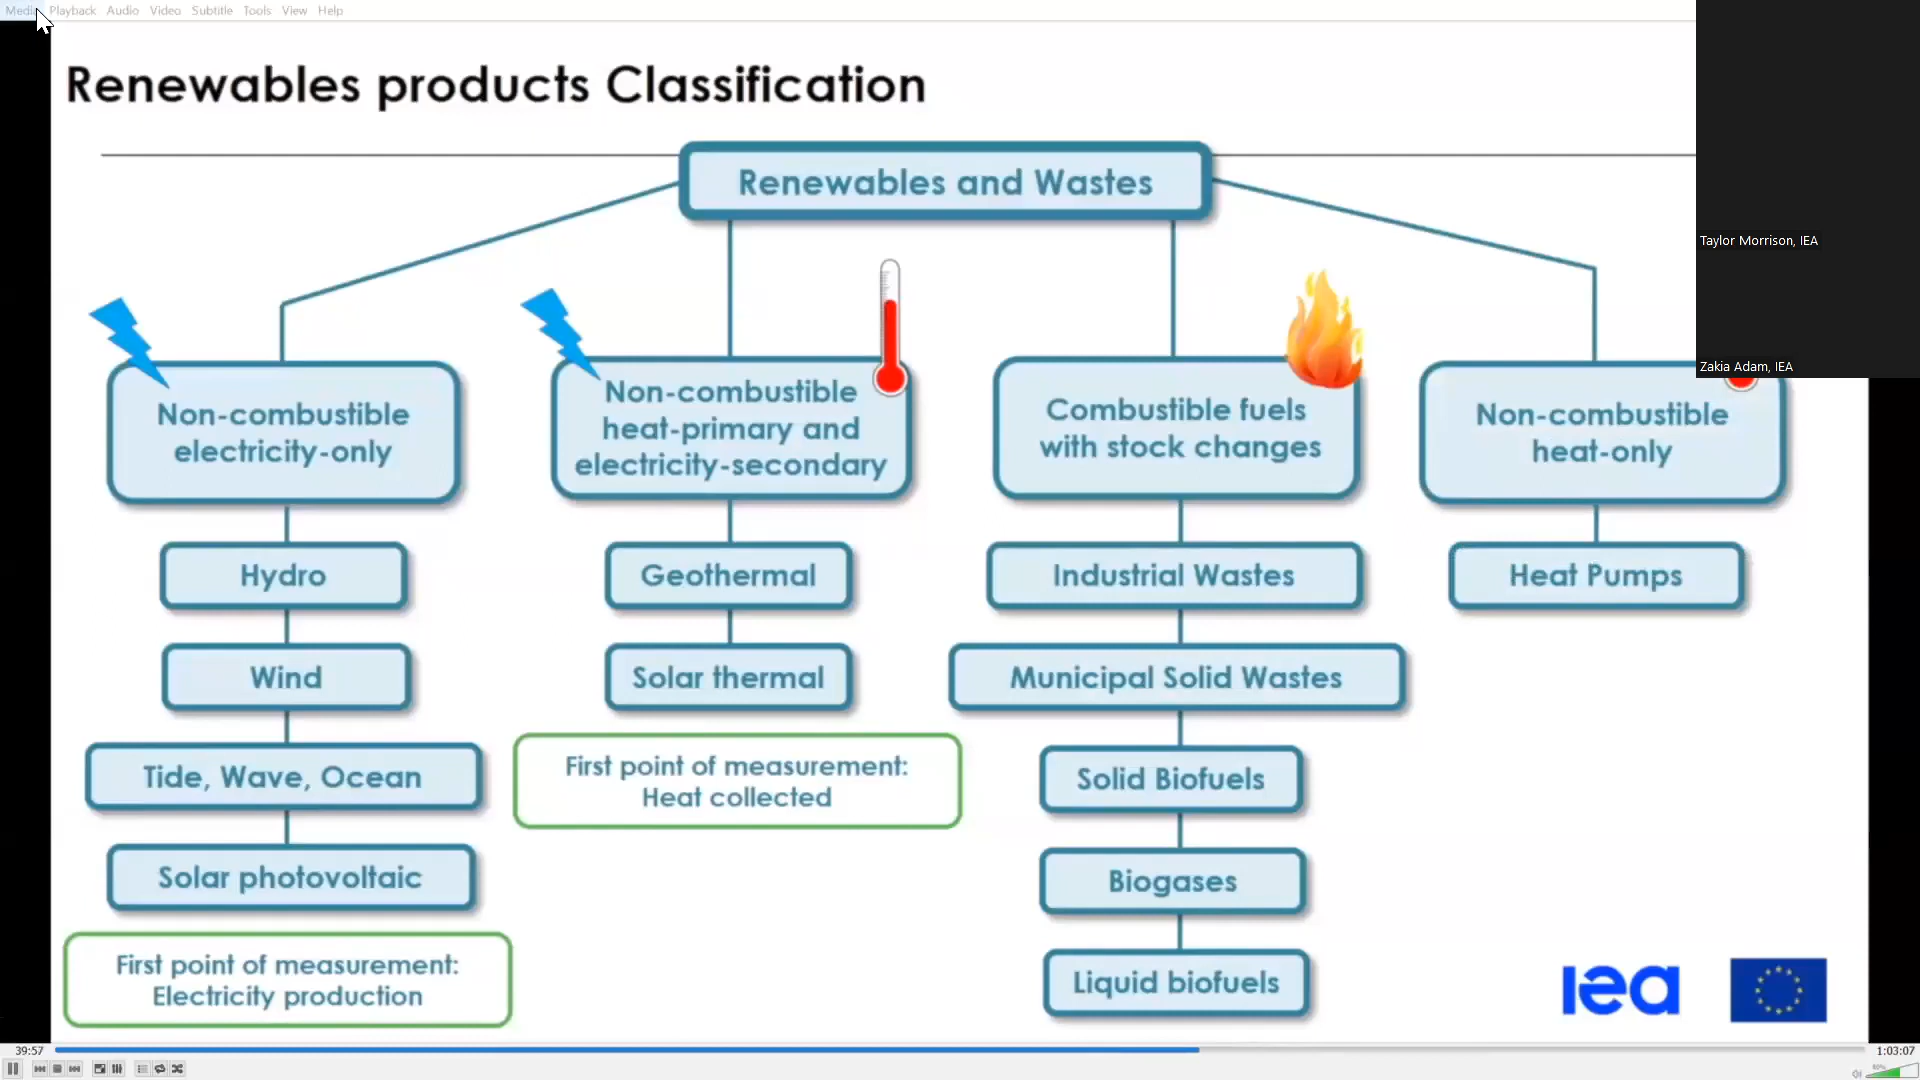 Media Playback Audio Video Subtitle Tools View Help
Renewables products Classification
Renewables and Wastes
Taylor Morrison, IEA
Zakia Adam, IEA
Non-combustible
electricity-only
Hydro
Wind
Tide, Wave, Ocean
Solar photovoltaic
First point of measurement:
Electricity production
Non-combustible
heat-primary and
electricity-secondary
Geothermal
Solar thermal
First point of measurement:
Heat collected
Combustible fuels
with stock changes
Industrial Wastes
Municipal Solid Wastes
Solid Biofuels
Biogases
Liquid biofuels
Non-combustible
heat-only
Heat Pumps
iea
39:57
1:03:07